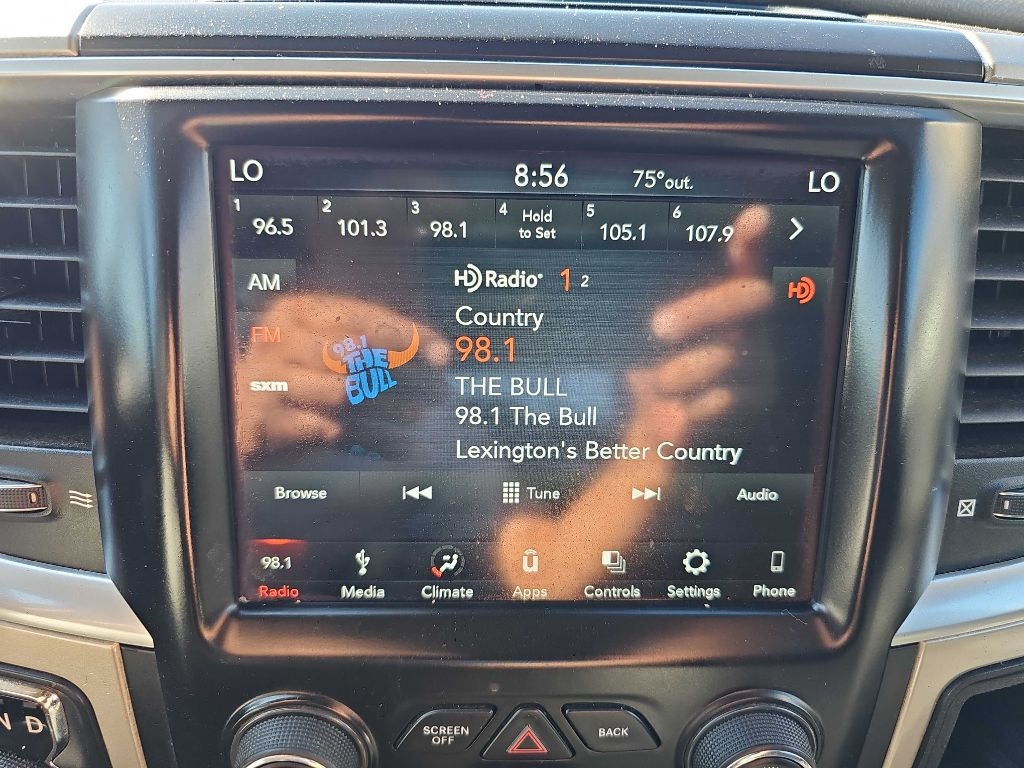 LO 8:56 75°out. LO
1 96.5 2 101.3 3 98.1 4 Hold to Set 5 105.1 6 107.9
AM
HD Radio 1 2
HD
Country
FM
98.1 THE BULL
98.1
sxm
THE BULL
98.1 The Bull
Lexington's Better Country
Browse Tune Audio
98.1
Radio Media Climate Apps Controls Settings Phone
N D
SCREEN OFF
BACK